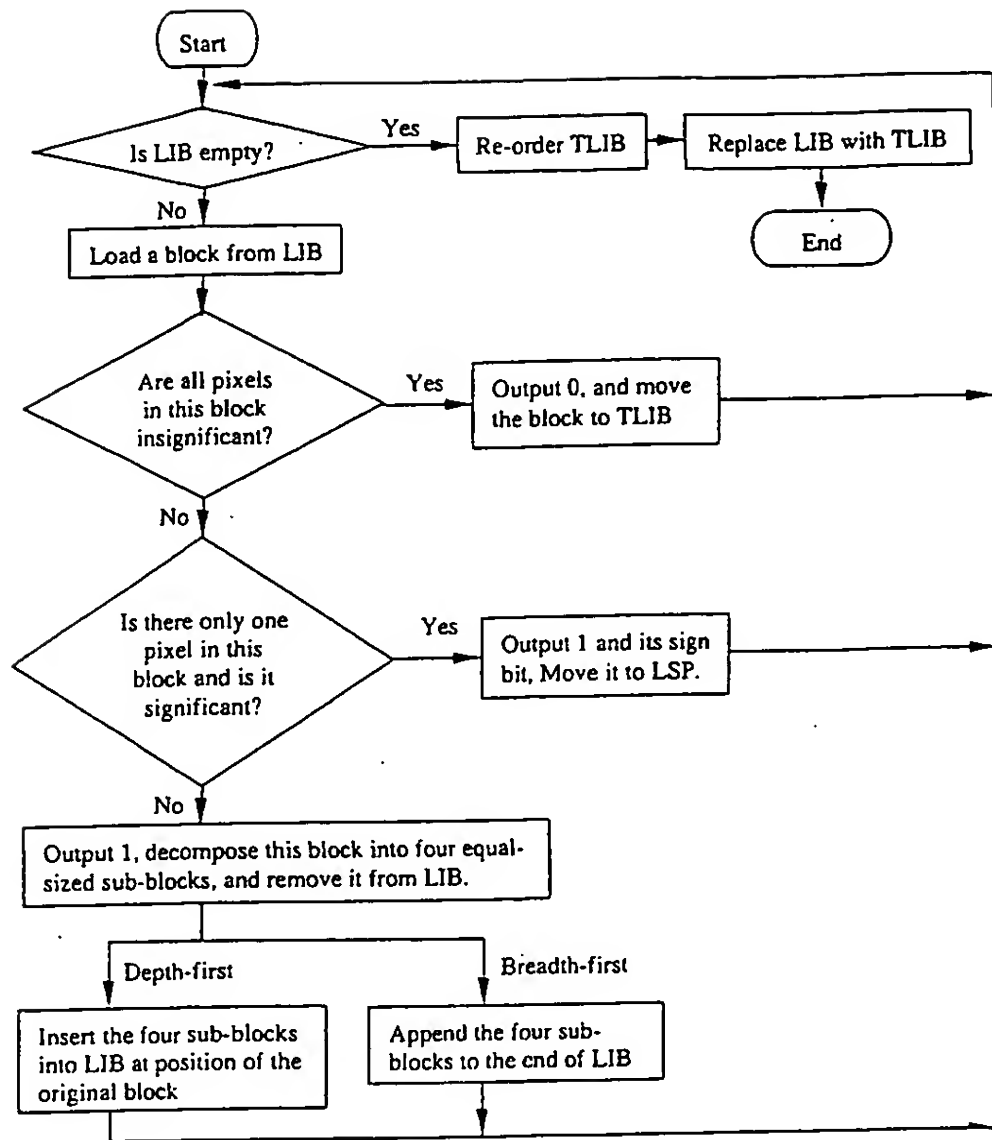 Start
Is LIB empty?
Yes
Re-order TLIB
Replace LIB with TLIB
No
End
Load a block from LIB
Are all pixels
in this block
insignificant?
Yes
Output 0, and move
the block to TLIB
No
Is there only one
pixel in this
block and is it
significant?
Yes
Output 1 and its sign
bit, Move it to LSP.
No
Output 1, decompose this block into four equal-
sized sub-blocks, and remove it from LIB.
Depth-first
Breadth-first
Insert the four sub-blocks
into LIB at position of the
original block
Append the four sub-
blocks to the end of LIB